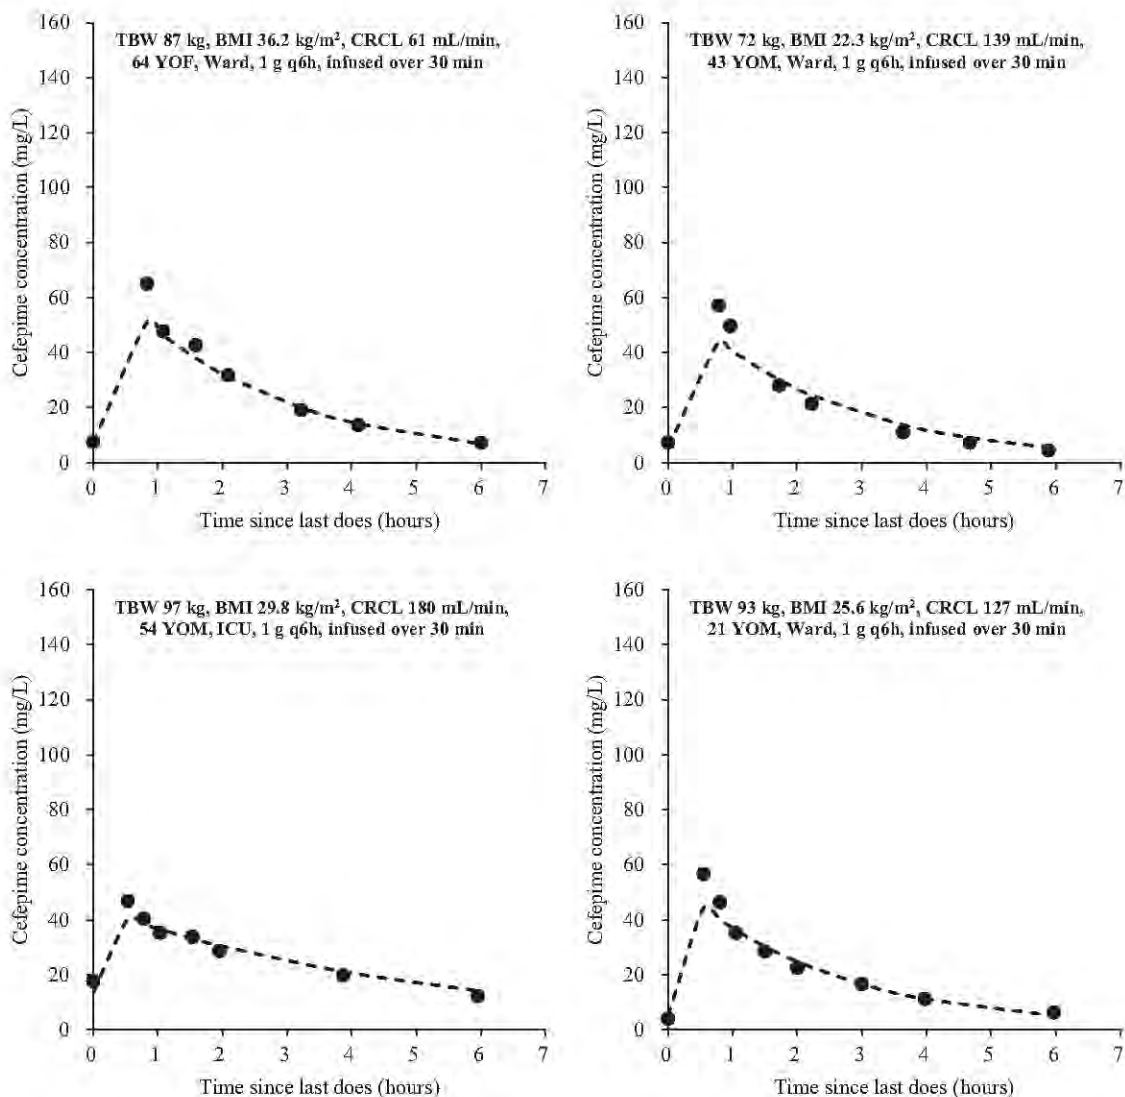 TBW 87 kg, BMI 36.2 kg/m², CRCL 61 mL/min,
64 YOF, Ward, 1 g q6h, infused over 30 min
160
140
120
100
80
60
40
20
0
Cefepime concentration (mg/L)
0 1 2 3 4 5 6 7
Time since last does (hours)
TBW 72 kg, BMI 22.3 kg/m², CRCL 139 mL/min,
43 YOM, Ward, 1 g q6h, infused over 30 min
160
140
120
100
80
60
40
20
0
Cefepime concentration (mg/L)
0 1 2 3 4 5 6 7
Time since last does (hours)
TBW 97 kg, BMI 29.8 kg/m², CRCL 180 mL/min,
54 YOM, ICU, 1 g q6h, infused over 30 min
160
140
120
100
80
60
40
20
0
Cefepime concentration (mg/L)
0 1 2 3 4 5 6 7
Time since last does (hours)
TBW 93 kg, BMI 25.6 kg/m², CRCL 127 mL/min,
21 YOM, Ward, 1 g q6h, infused over 30 min
160
140
120
100
80
60
40
20
0
Cefepime concentration (mg/L)
0 1 2 3 4 5 6 7
Time since last does (hours)